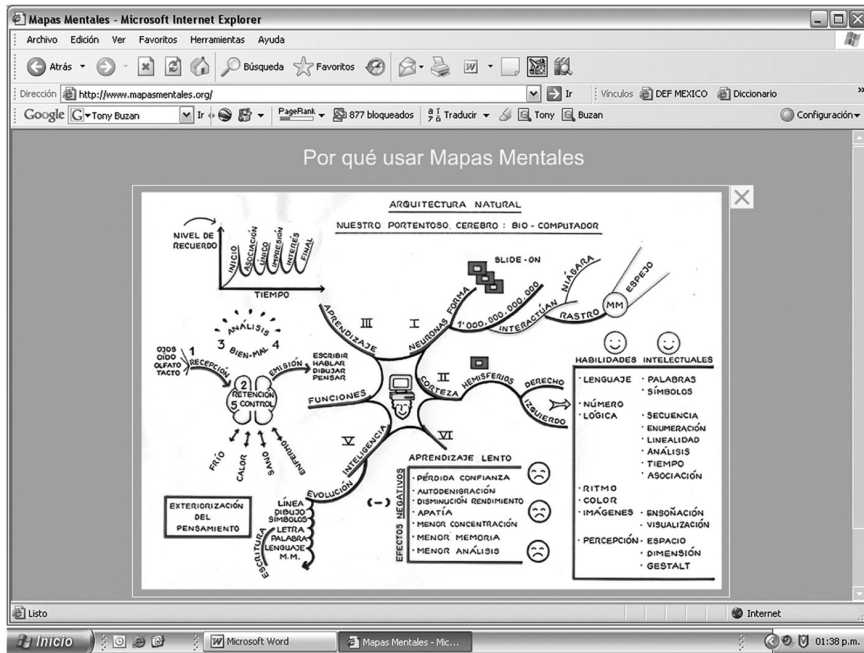 Mapas Mentales - Microsoft Internet Explorer
Archivo Edición Ver Favoritos Herramientas Ayuda
Atrás Búsqueda Favoritos
Dirección http://www.mapasmentales.org/ Ir Vínculos DEF MEXICO Diccionario »
Google G Tony Buzan Ir PageRank 877 bloqueados Traducir Tony Buzan Configuración
Por qué usar Mapas Mentales
ARQUITECTURA NATURAL
NUESTRO PORTENTOSO, CEREBRO : BIO - COMPUTADOR
NIVEL DE
RECUERDO
INICIO
ASOCIACIÓN
ÚNICO
IMPRESIÓN
INTERÉS
FINAL
TIEMPO
APRENDIZAJE
III
I
NEURONAS
FORMA
SLIDE-ON
1'000,000,000,000
INTERACTÚAN
NIÁGARA
RASTRO
MM
ESPEJO
II
CORTEZA
HEMISFERIOS
DERECHO
IZQUIERDO
HABILIDADES INTELECTUALES
· LENGUAJE · PALABRAS
· SÍMBOLOS
· NÚMERO
· LÓGICA · SECUENCIA
· ENUMERACIÓN
· LINEALIDAD
· ANÁLISIS
· TIEMPO
· ASOCIACIÓN
· RITMO
· COLOR
· IMÁGENES · ENSOÑACIÓN
· VISUALIZACIÓN
· PERCEPCIÓN · ESPACIO
· DIMENSIÓN
· GESTALT
FUNCIONES
ANÁLISIS
3 4
BIEN-MAL
OJOS
OÍDO
OLFATO
TACTO
1
RECEPCIÓN
EMISIÓN
ESCRIBIR
HABLAR
DIBUJAR
PENSAR
2
RETENCIÓN
5 CONTROL
FRÍO
CALOR
SANO
ENFERMO
V
INTELIGENCIA
EVOLUCIÓN
LÍNEA
DIBUJO
SÍMBOLOS
LETRA
PALABRA
LENGUAJE
M.M.
ESCRITURA
EXTERIORIZACIÓN
DEL
PENSAMIENTO
VI
APRENDIZAJE LENTO
(-)
EFECTOS NEGATIVOS
· PÉRDIDA CONFIANZA
· AUTODENIGRACIÓN
· DISMINUCIÓN RENDIMIENTO
· APATÍA
· MENOR CONCENTRACIÓN
· MENOR MEMORIA
· MENOR ANÁLISIS
Listo Internet
Inicio Microsoft Word Mapas Mentales - Mic... 01:38 p.m.